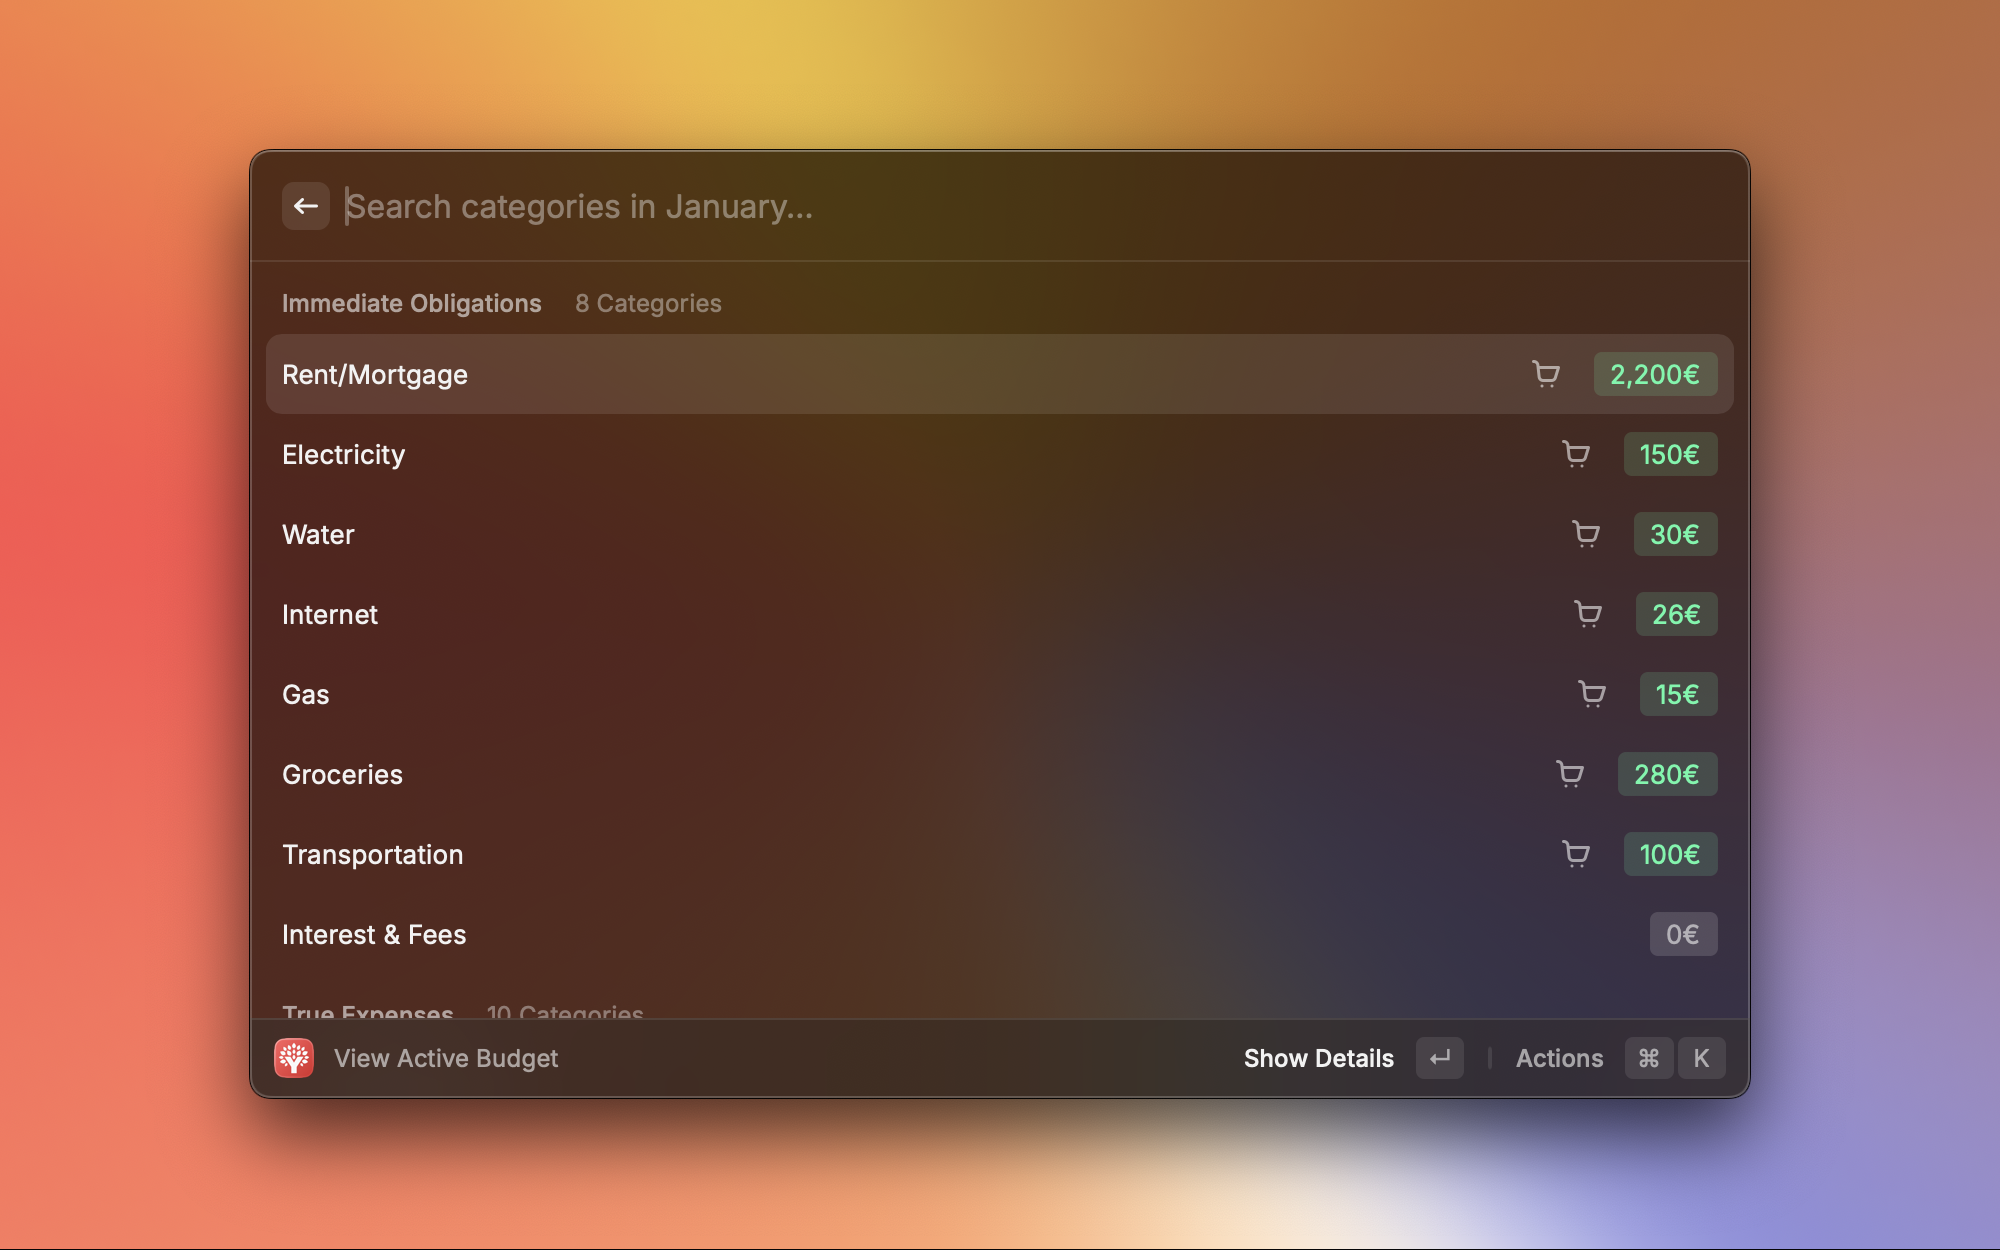 Search categories in January...
Immediate Obligations 8 Categories
Rent/Mortgage 2,200€
Electricity 150€
Water 30€
Internet 26€
Gas 15€
Groceries 280€
Transportation 100€
Interest & Fees 0€
True Expenses 10 Categories
View Active Budget Show Details ↵ Actions ⌘ K